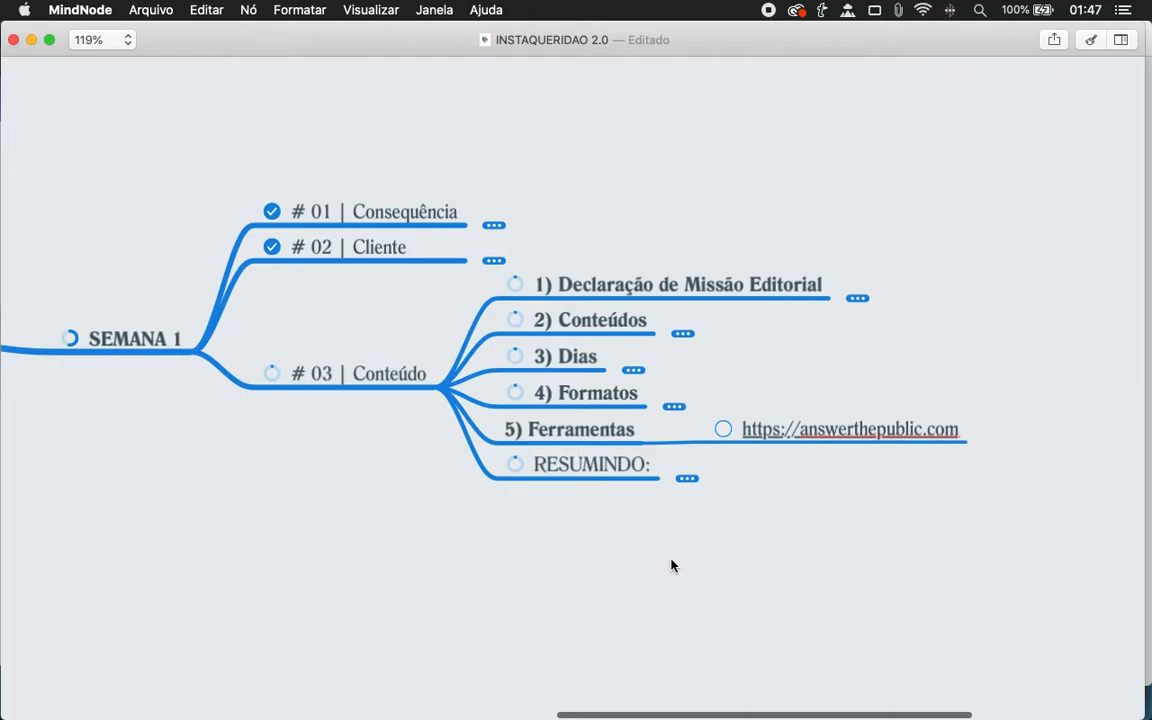 MindNode Arquivo Editar Nó Formatar Visualizar Janela Ajuda 100% 01:47
119% INSTAQUERIDAO 2.0 — Editado
# 01 | Consequência
# 02 | Cliente
1) Declaração de Missão Editorial
2) Conteúdos
SEMANA 1
3) Dias
# 03 | Conteúdo
4) Formatos
5) Ferramentas https://answerthepublic.com
RESUMINDO: